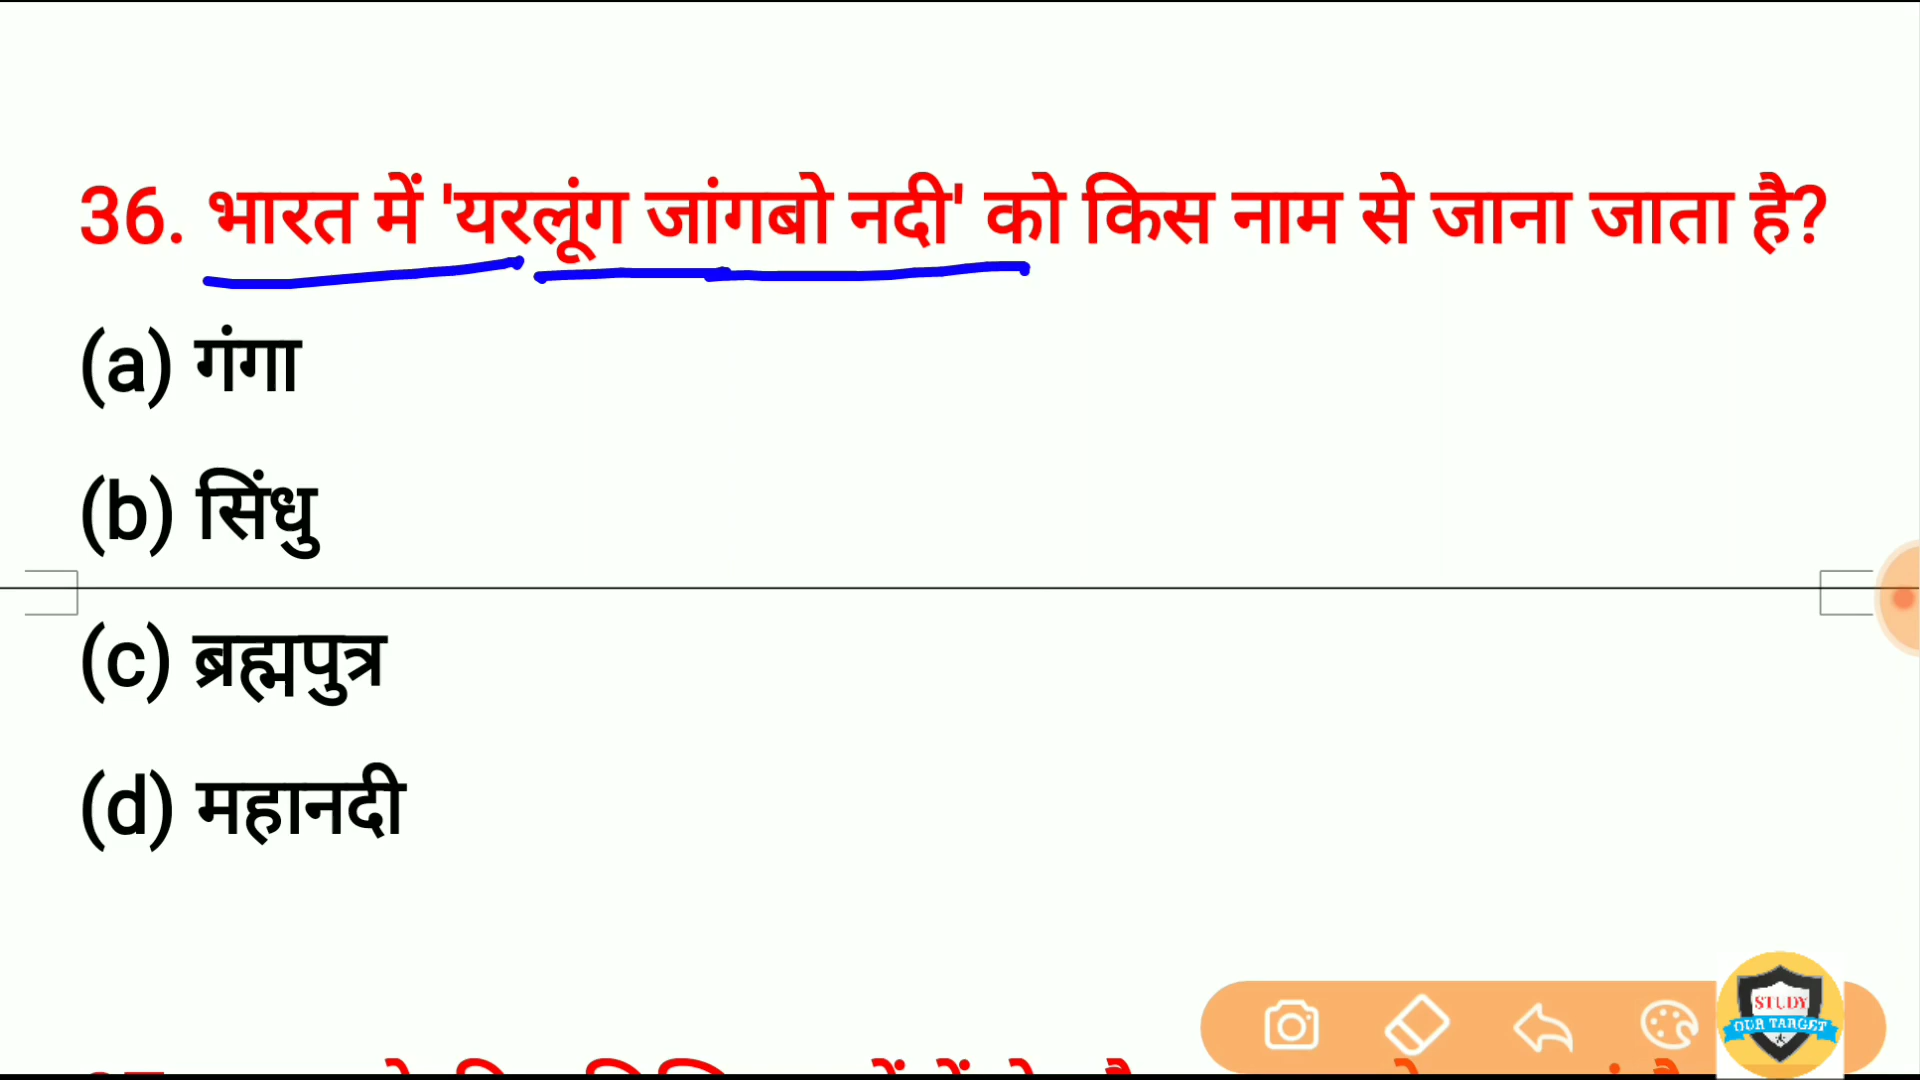 36. भारत में 'यरलूंग जांगबो नदी' को किस नाम से जाना जाता है?
(a) गंगा
(b) सिंधु
(c) ब्रह्मपुत्र
(d) महानदी
STUDY
OUR TARGET